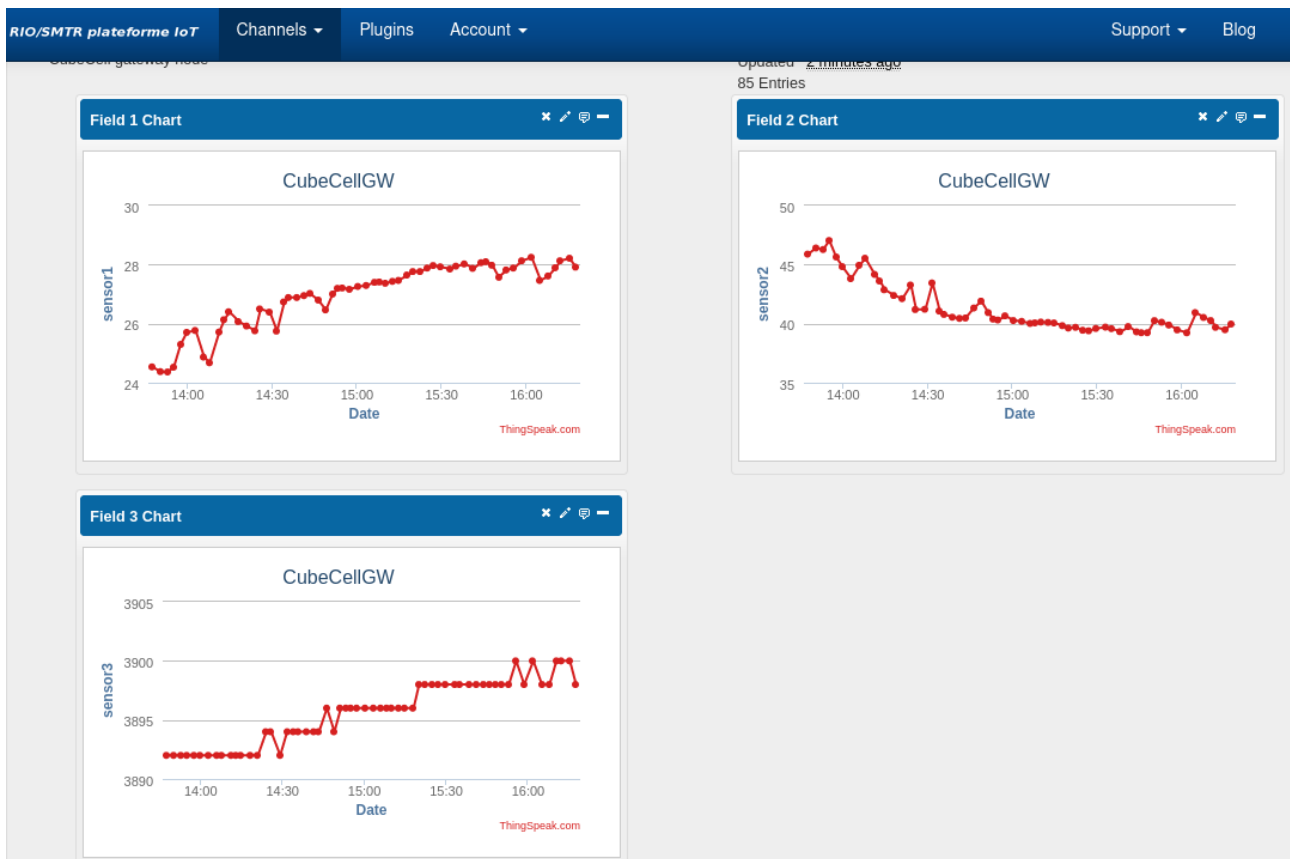 RIO/SMTR plateforme IoT Channels Plugins Account Support Blog
CubeCell gateway node
Updated 2 minutes ago
85 Entries
Field 1 Chart
CubeCellGW
30
28
26
24
sensor1
14:00 14:30 15:00 15:30 16:00
Date
ThingSpeak.com
Field 2 Chart
CubeCellGW
50
45
40
35
sensor2
14:00 14:30 15:00 15:30 16:00
Date
ThingSpeak.com
Field 3 Chart
CubeCellGW
3905
3900
3895
3890
sensor3
14:00 14:30 15:00 15:30 16:00
Date
ThingSpeak.com